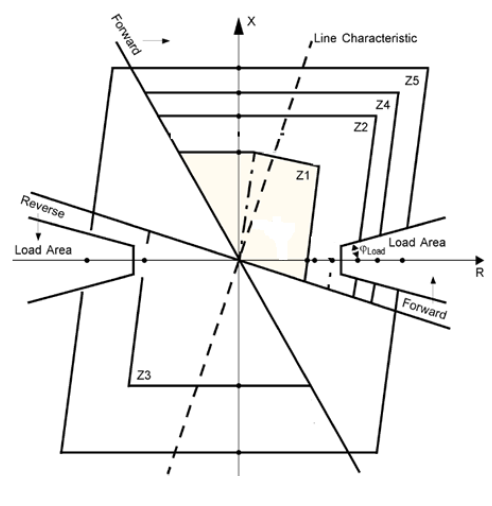 Forward
X
Line Characteristic
Z5
Z4
Z2
Z1
Reverse
Load Area
φLoad
Load Area
R
Forward
Z3